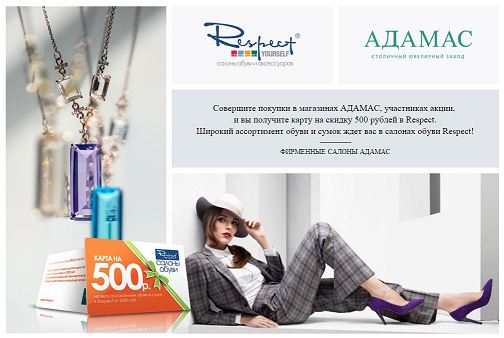 Respect
YOURSELF
салоны обуви и аксессуаров
АДАМАС
СТОЛИЧНЫЙ ЮВЕЛИРНЫЙ ЗАВОД
Совершите покупки в магазинах АДАМАС, участниках акции,
и вы получите карту на скидку 500 рублей в Respect.
Широкий ассортимент обуви и сумок ждет вас в салонах обуви Respect!
ФИРМЕННЫЕ САЛОНЫ АДАМАС
КАРТА НА
500 р.
Respect
салоны
обуви